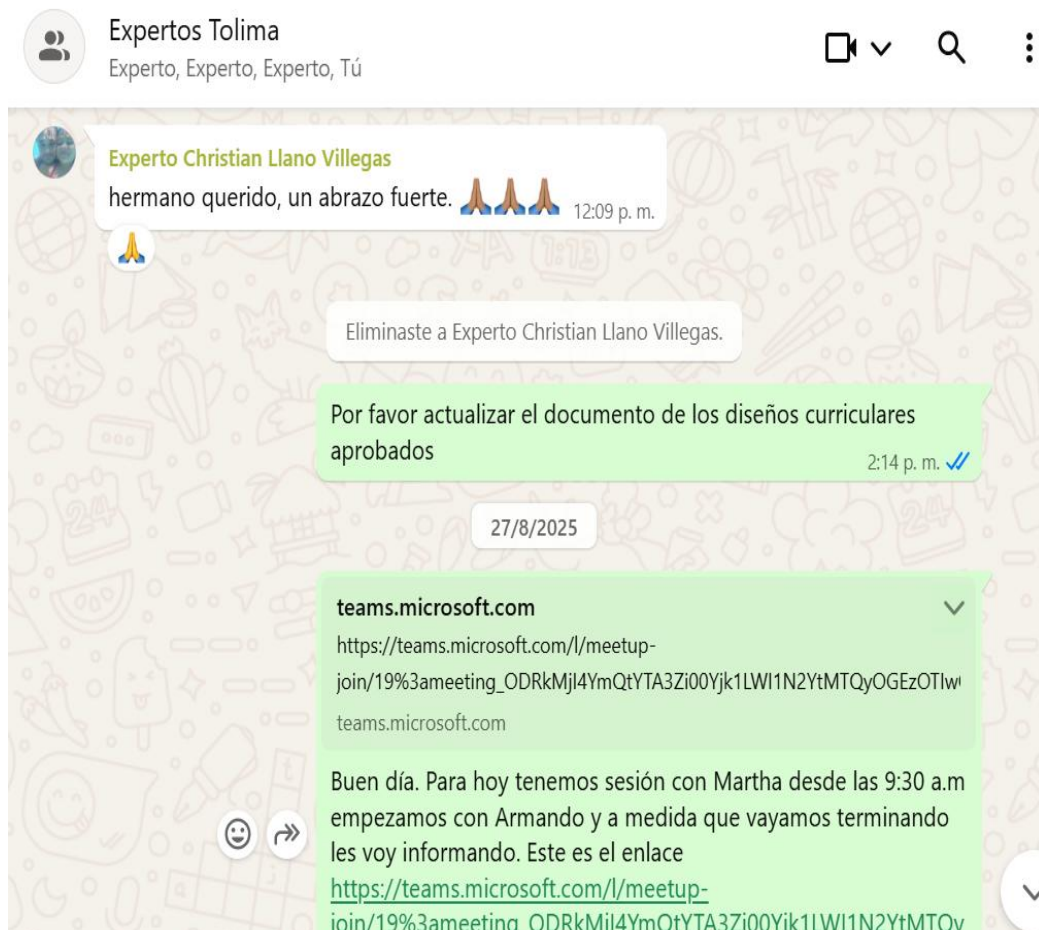 Expertos Tolima
Experto, Experto, Experto, Tú
Experto Christian Llano Villegas
hermano querido, un abrazo fuerte. 🙏🏽🙏🏽🙏🏽 12:09 p. m.
🙏
Eliminaste a Experto Christian Llano Villegas.
Por favor actualizar el documento de los diseños curriculares
aprobados
2:14 p. m.
27/8/2025
teams.microsoft.com
https://teams.microsoft.com/l/meetup-
teams.microsoft.com
Buen día. Para hoy tenemos sesión con Martha desde las 9:30 a.m
empezamos con Armando y a medida que vayamos terminando
les voy informando. Este es el enlace
https://teams.microsoft.com/l/meetup-